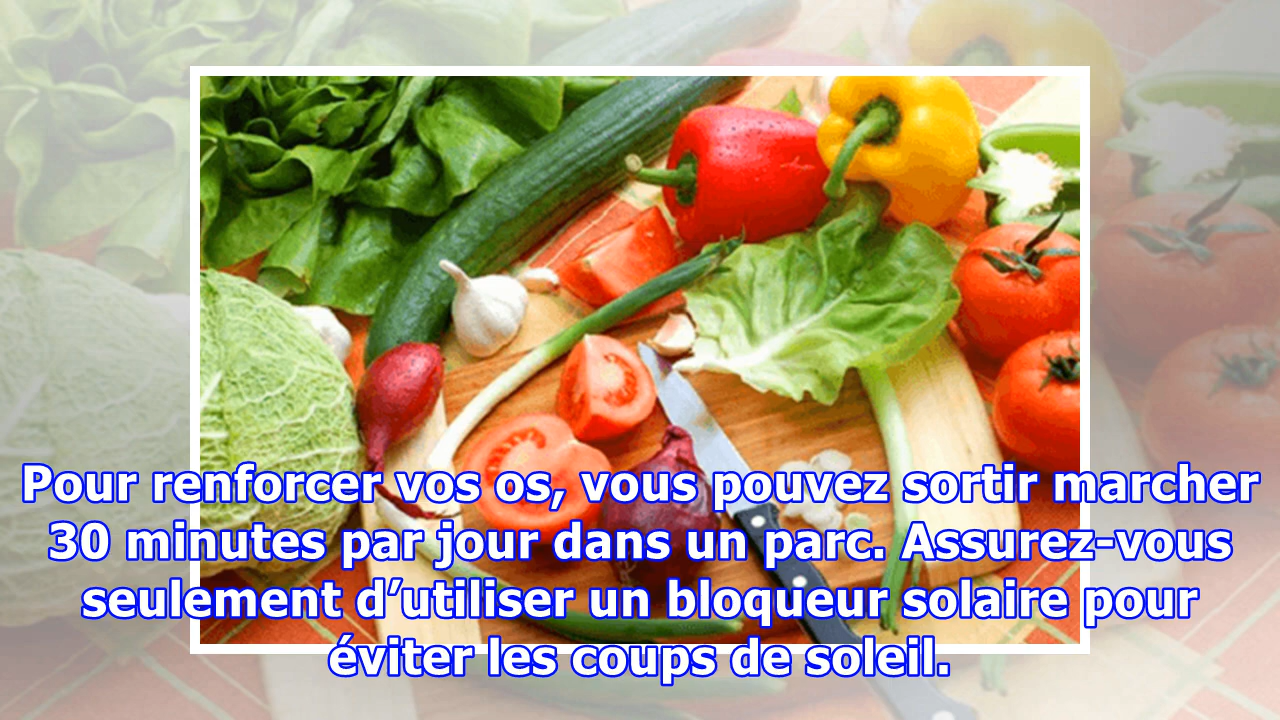 Pour renforcer vos os, vous pouvez sortir marcher
30 minutes par jour dans un parc. Assurez-vous
seulement d’utiliser un bloqueur solaire pour
éviter les coups de soleil.